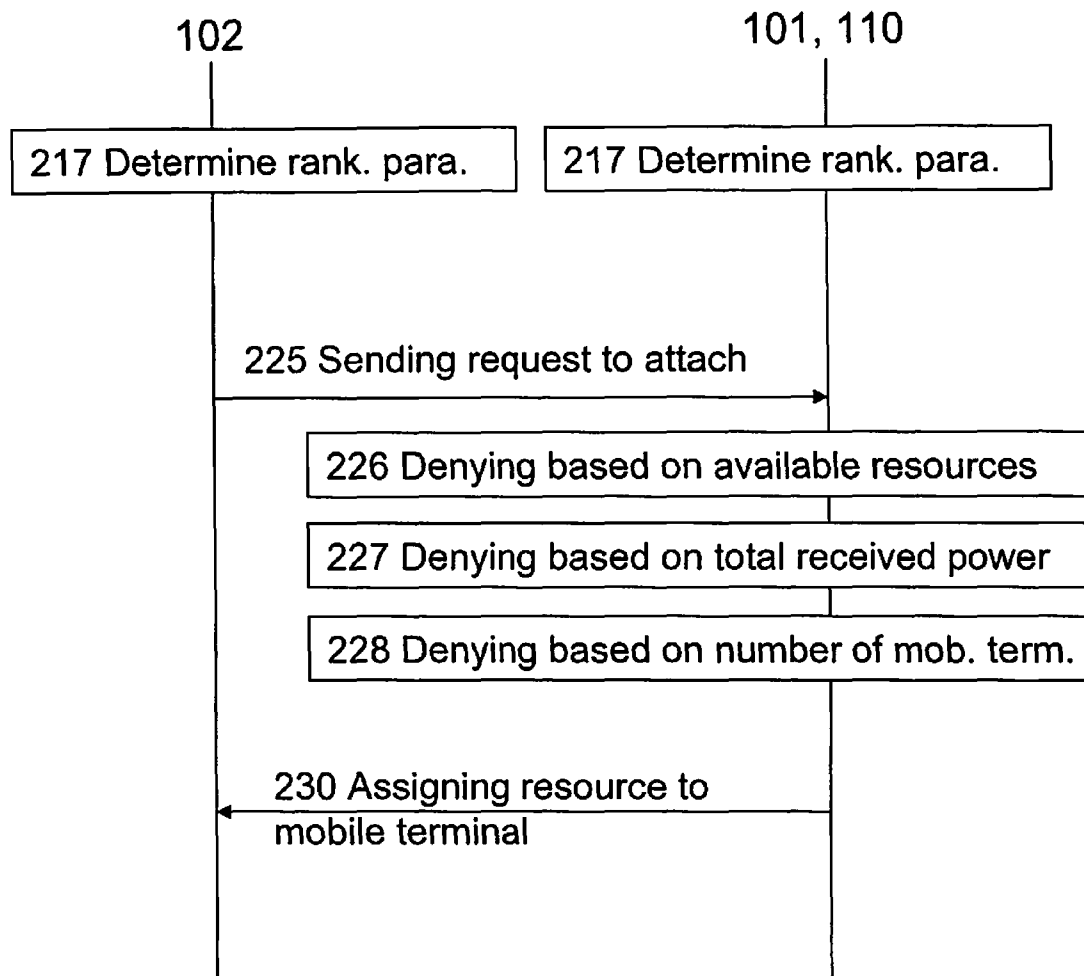 102
101, 110
217 Determine rank. para.
217 Determine rank. para.
225 Sending request to attach
226 Denying based on available resources
227 Denying based on total received power
228 Denying based on number of mob. term.
230 Assigning resource to
mobile terminal